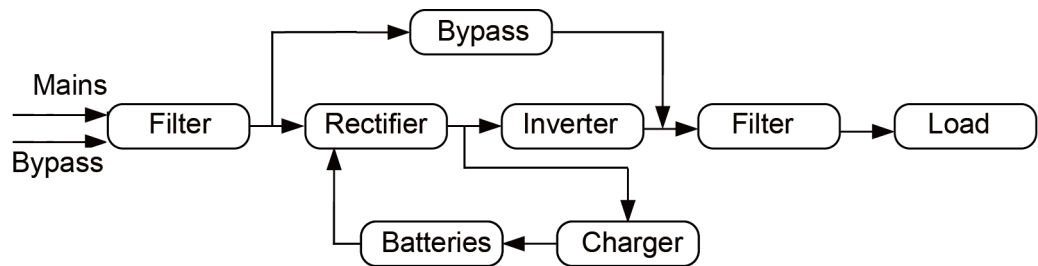 Bypass
Mains
Filter
Rectifier
Inverter
Filter
Load
Bypass
Batteries
Charger